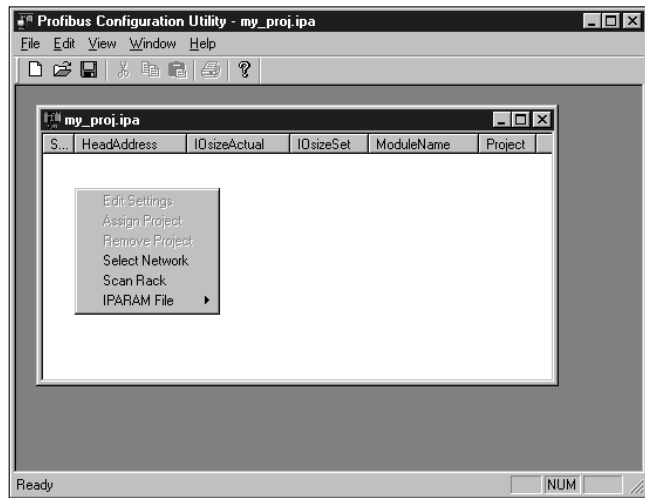 Profibus Configuration Utility - my_proj.ipa
File Edit View Window Help
my_proj.ipa
S... HeadAddress IOsizeActual IOsizeSet ModuleName Project
Edit Settings
Assign Project
Remove Project
Select Network
Scan Rack
IPARAM File
Ready NUM